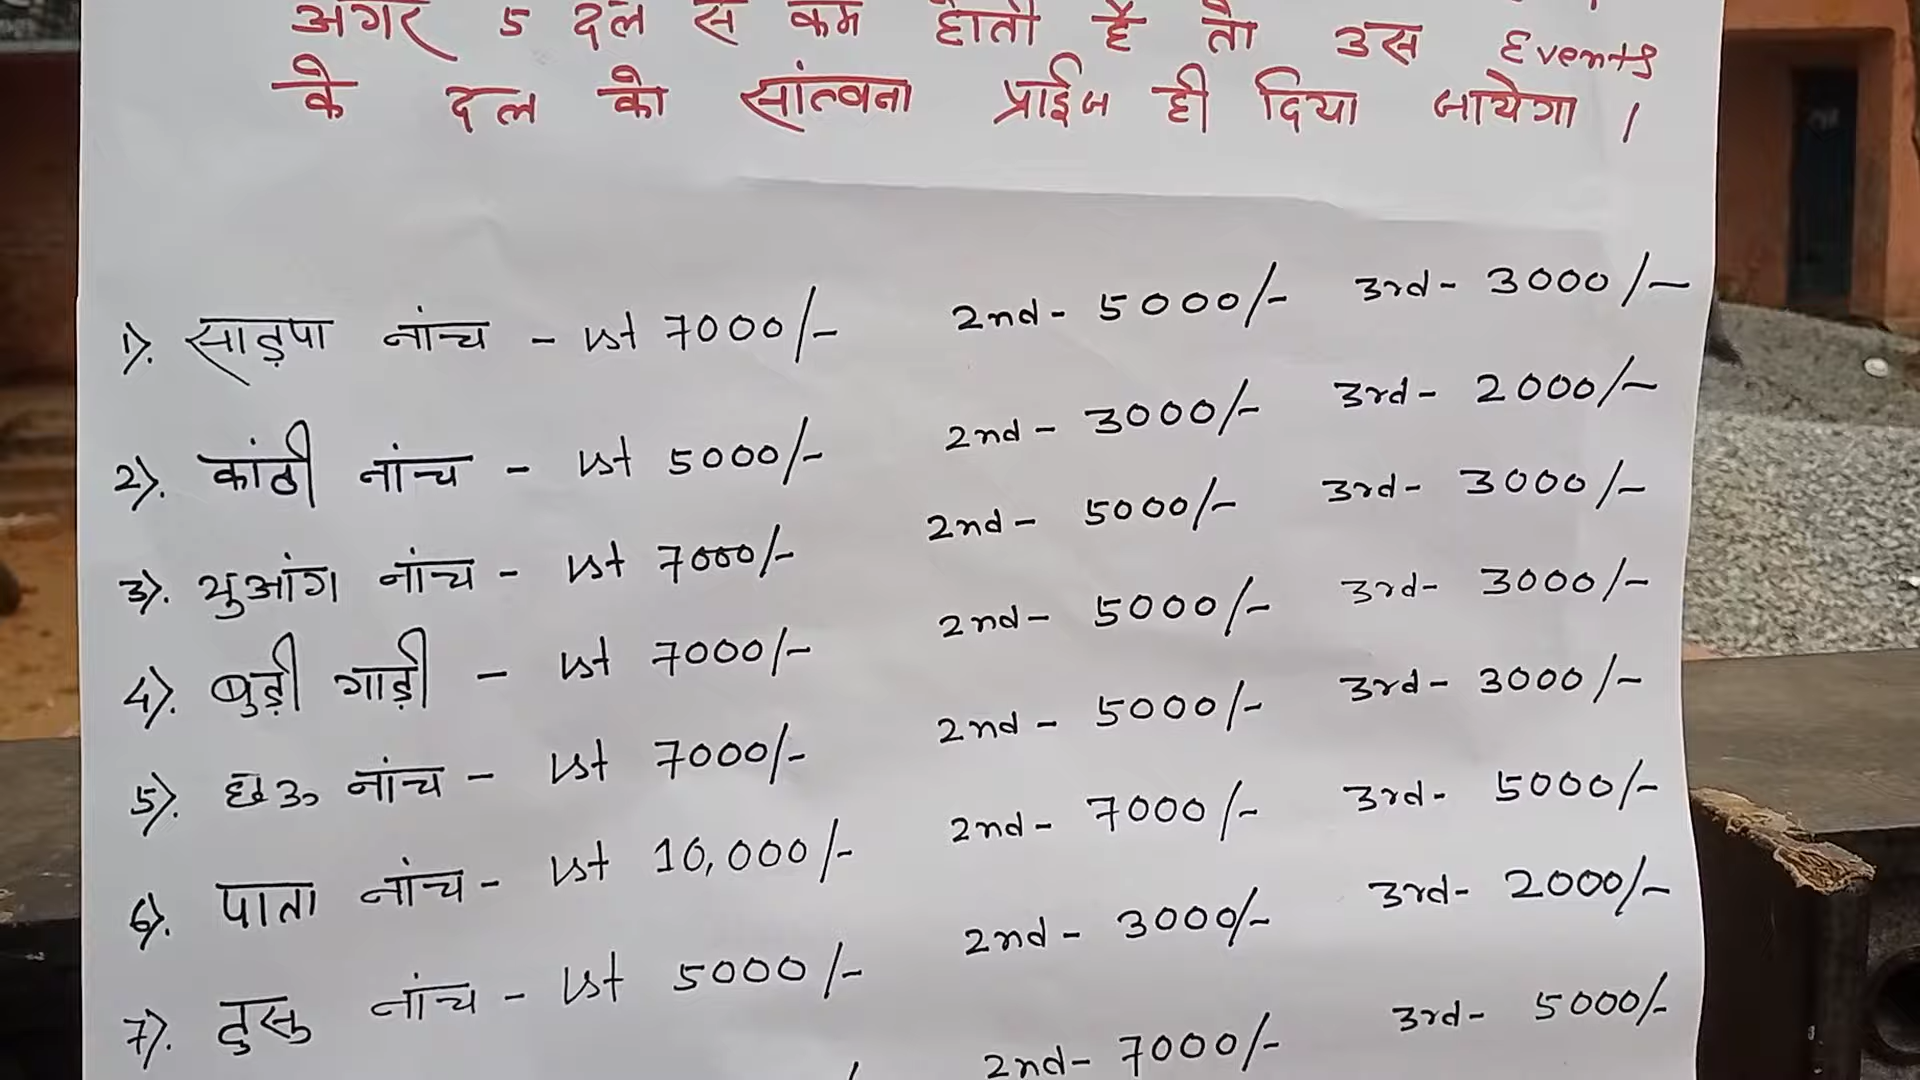 अगर 5 दल से कम होती है तो उस Events
के दल को सांत्वना प्राईज ही दिया जायेगा ।
1). साड़पा नांच - 1st 7000/- 2nd - 5000/- 3rd - 3000/-
2). कांठी नांच - 1st 5000/- 2nd - 3000/- 3rd - 2000/-
3). युआंग नांच - 1st 7000/- 2nd - 5000/- 3rd - 3000/-
4). बुड़ी गाड़ी - 1st 7000/- 2nd - 5000/- 3rd - 3000/-
5). छऊ नांच - 1st 7000/- 2nd - 5000/- 3rd - 3000/-
6). पाता नांच - 1st 10,000/- 2nd - 7000/- 3rd - 5000/-
7). टुसु नांच - 1st 5000/- 2nd - 3000/- 3rd - 2000/-
2nd - 7000/- 3rd - 5000/-